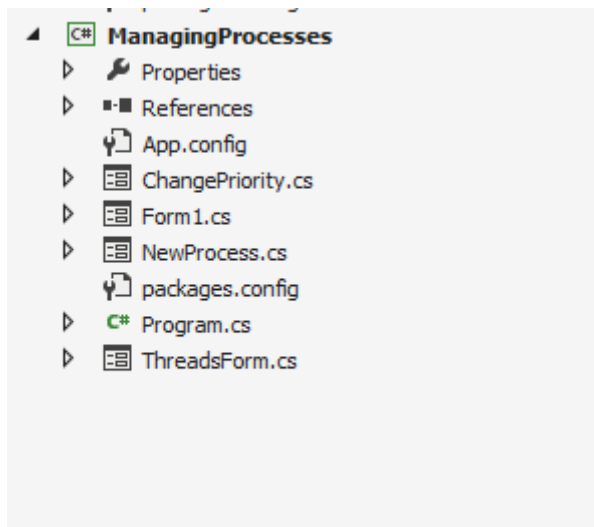 C# ManagingProcesses
Properties
References
App.config
ChangePriority.cs
Form1.cs
NewProcess.cs
packages.config
C# Program.cs
ThreadsForm.cs